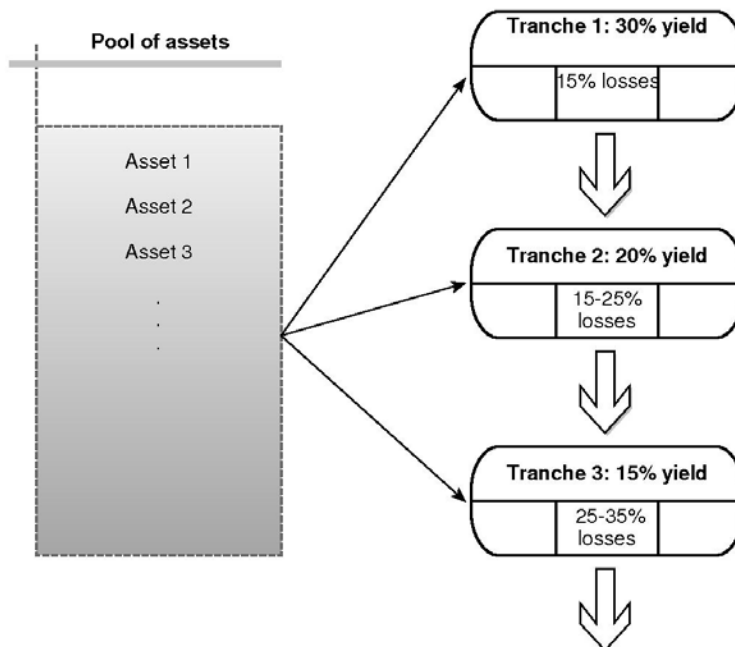 Pool of assets
Asset 1
Asset 2
Asset 3
.
.
.
Tranche 1: 30% yield
15% losses
Tranche 2: 20% yield
15-25%
losses
Tranche 3: 15% yield
25-35%
losses